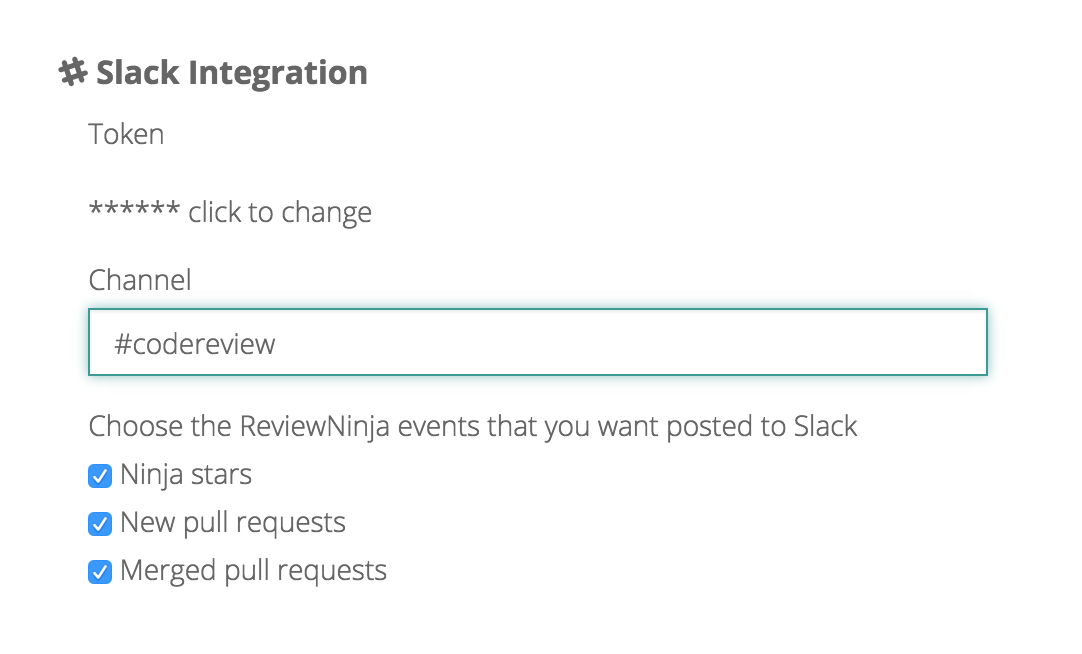 Slack Integration
Token
****** click to change
Channel
#codereview
Choose the ReviewNinja events that you want posted to Slack
Ninja stars
New pull requests
Merged pull requests